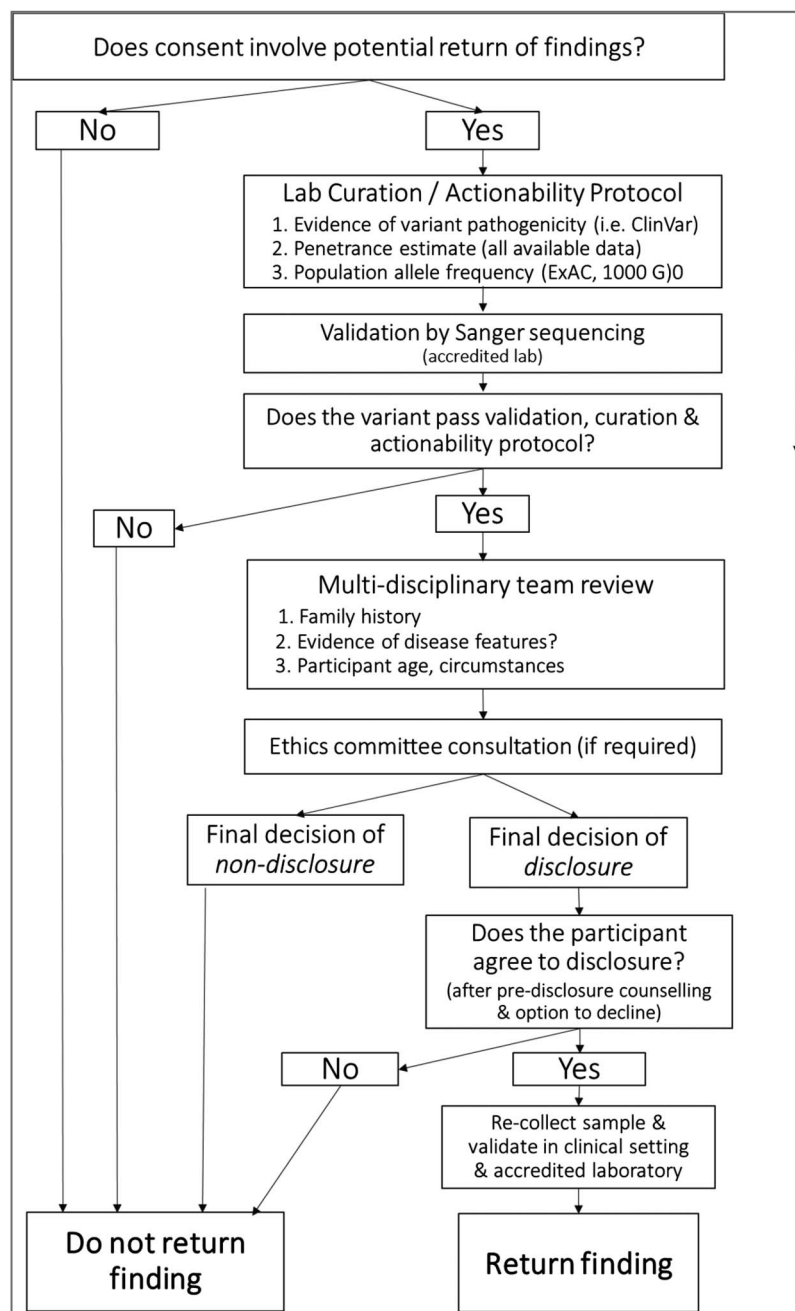 Does consent involve potential return of findings?
No
Yes
Lab Curation / Actionability Protocol
1. Evidence of variant pathogenicity (i.e. ClinVar)
2. Penetrance estimate (all available data)
3. Population allele frequency (ExAC, 1000 G)0
Validation by Sanger sequencing
(accredited lab)
Does the variant pass validation, curation &
actionability protocol?
No
Yes
Multi-disciplinary team review
1. Family history
2. Evidence of disease features?
3. Participant age, circumstances
Ethics committee consultation (if required)
Final decision of
non-disclosure
Final decision of
disclosure
Does the participant
agree to disclosure?
(after pre-disclosure counselling
& option to decline)
No
Yes
Re-collect sample &
validate in clinical setting
& accredited laboratory
Do not return
finding
Return finding